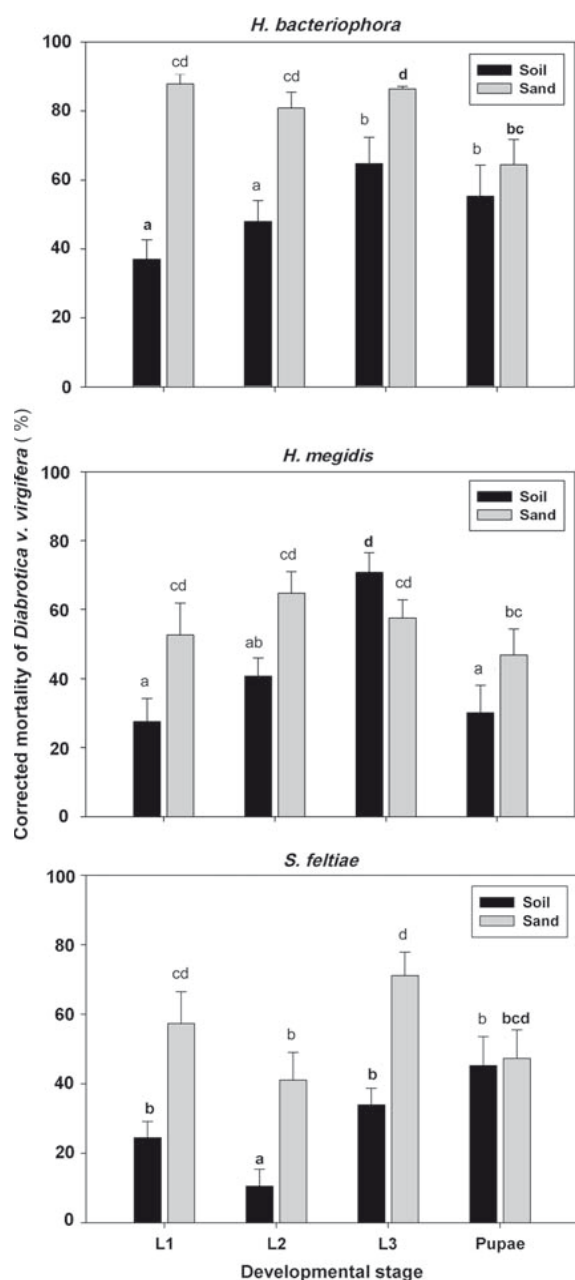 H. bacteriophora
100
80
60
40
20
0
Soil
Sand
a cd a cd b d b bc
Corrected mortality of Diabrotica v. virgifera ( %)
H. megidis
100
80
60
40
20
0
Soil
Sand
a cd ab cd d cd a bc
S. feltiae
100
80
60
40
20
0
Soil
Sand
b cd a b b d b bcd
L1 L2 L3 Pupae
Developmental stage